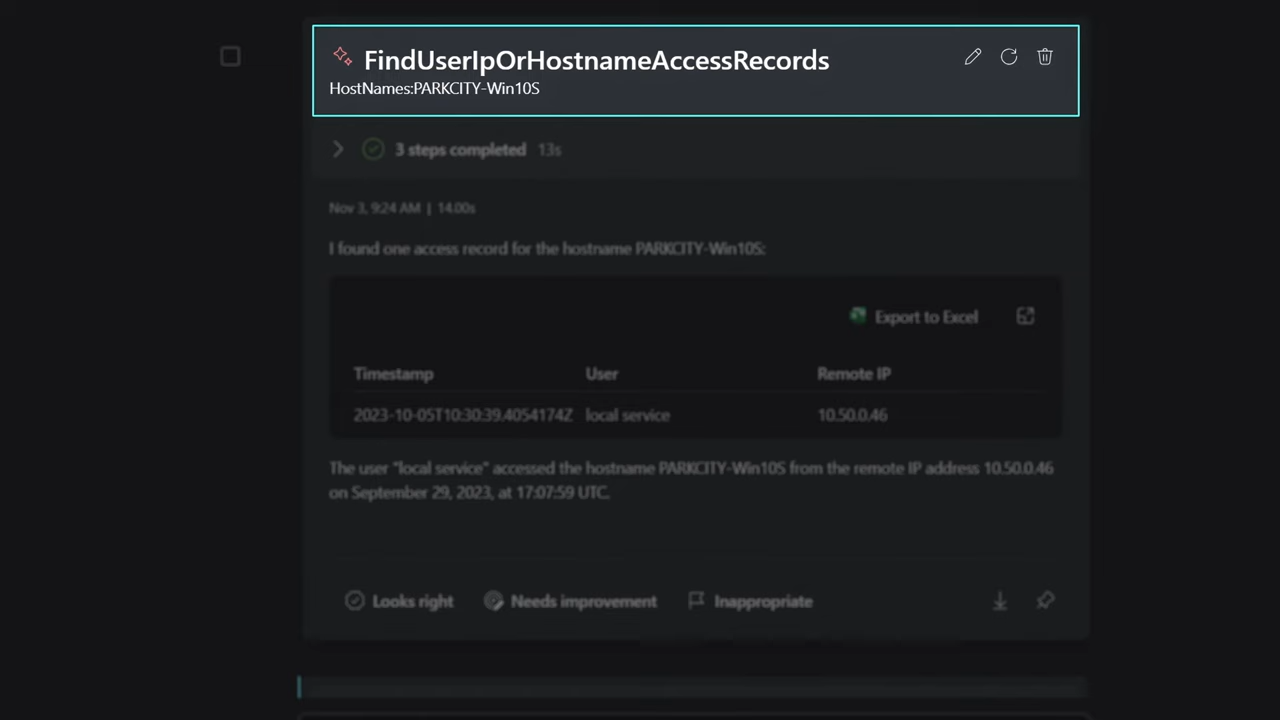 FindUserIpOrHostnameAccessRecords
HostNames:PARKCITY-Win10S
3 steps completed 13s
Nov 3, 9:24 AM | 14.00s
I found one access record for the hostname PARKCITY-Win10S:
Export to Excel
Timestamp User Remote IP
2023-10-05T10:30:39.4054174Z local service 10.50.0.46
The user "local service" accessed the hostname PARKCITY-Win10S from the remote IP address 10.50.0.46
on September 29, 2023, at 17:07:59 UTC.
Looks right Needs improvement Inappropriate